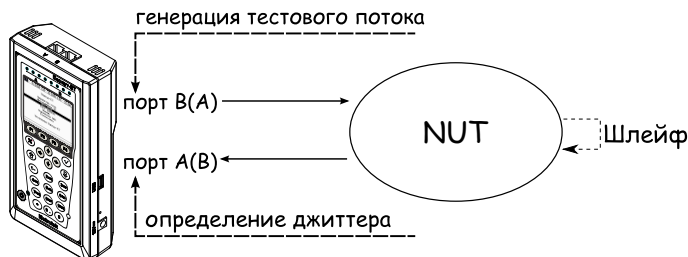 генерация тестового потока
порт B(A)
NUT
Шлейф
порт A(B)
определение джиттера